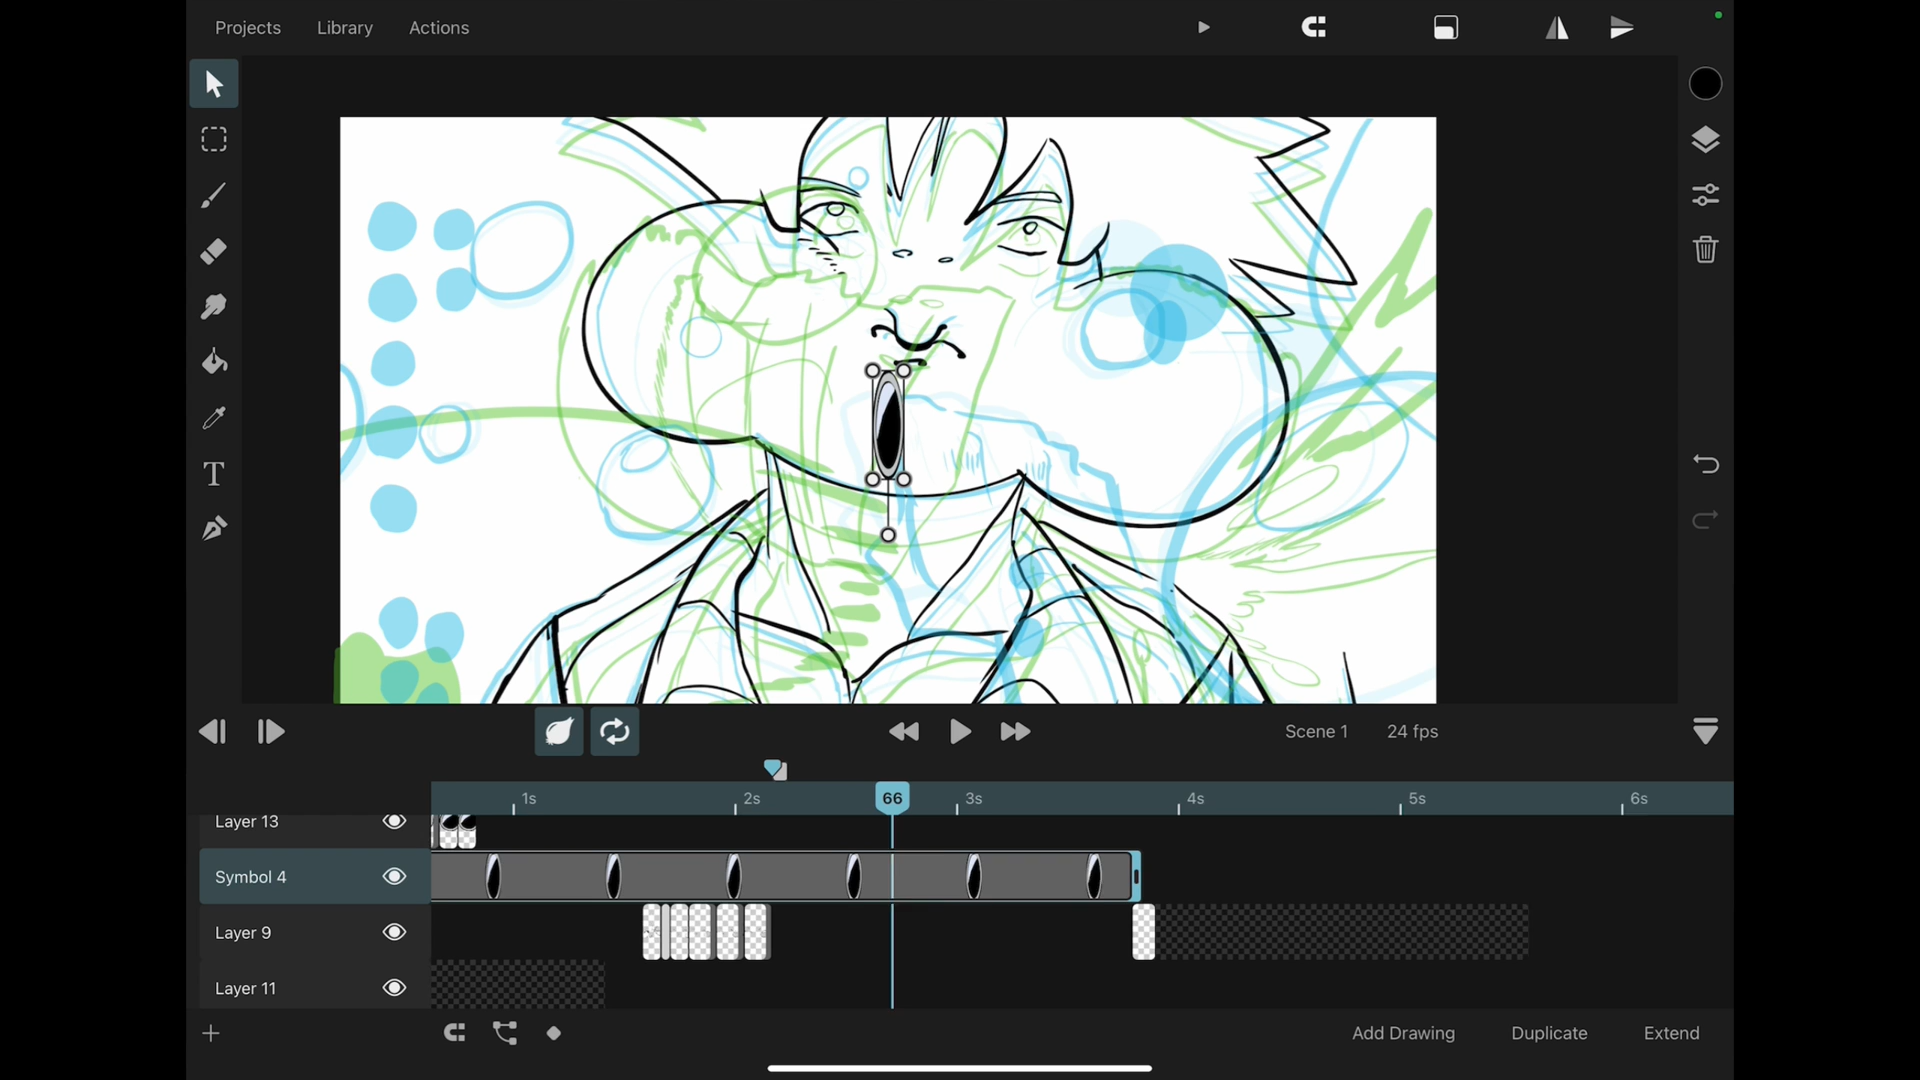 Projects Library Actions
T
Scene 1 24 fps
1s 2s 66 3s 4s 5s 6s
Layer 13
Symbol 4
Layer 9
Layer 11
Add Drawing Duplicate Extend